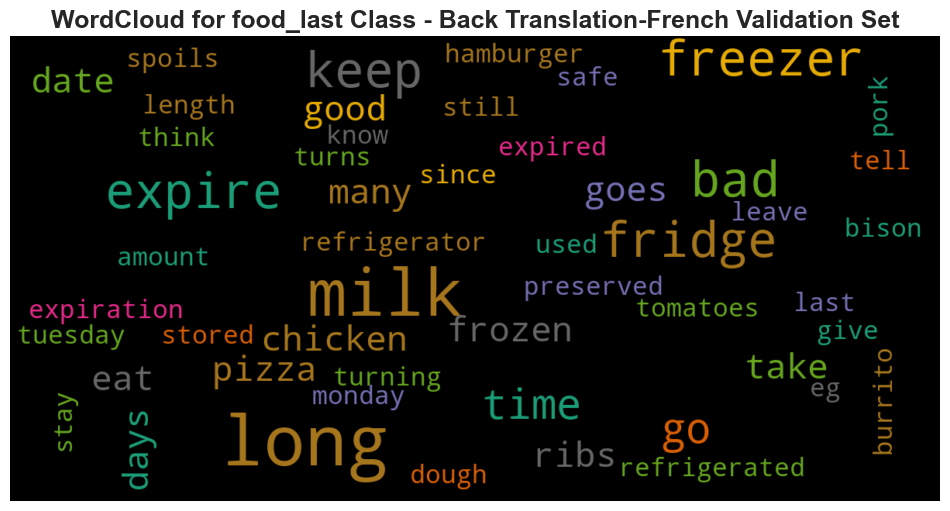 WordCloud for food_last Class - Back Translation-French Validation Set
spoils
hamburger
freezer
date
keep
safe
length
good
still
pork
think
know
turns
expired
since
tell
expire
many
goes
bad
leave
refrigerator
used
fridge
bison
amount
milk
preserved
expiration
tomatoes
last
tuesday
stored
chicken
frozen
give
eat
pizza
turning
take
eg
burrito
monday
stay
days
long
time
go
ribs
dough
refrigerated